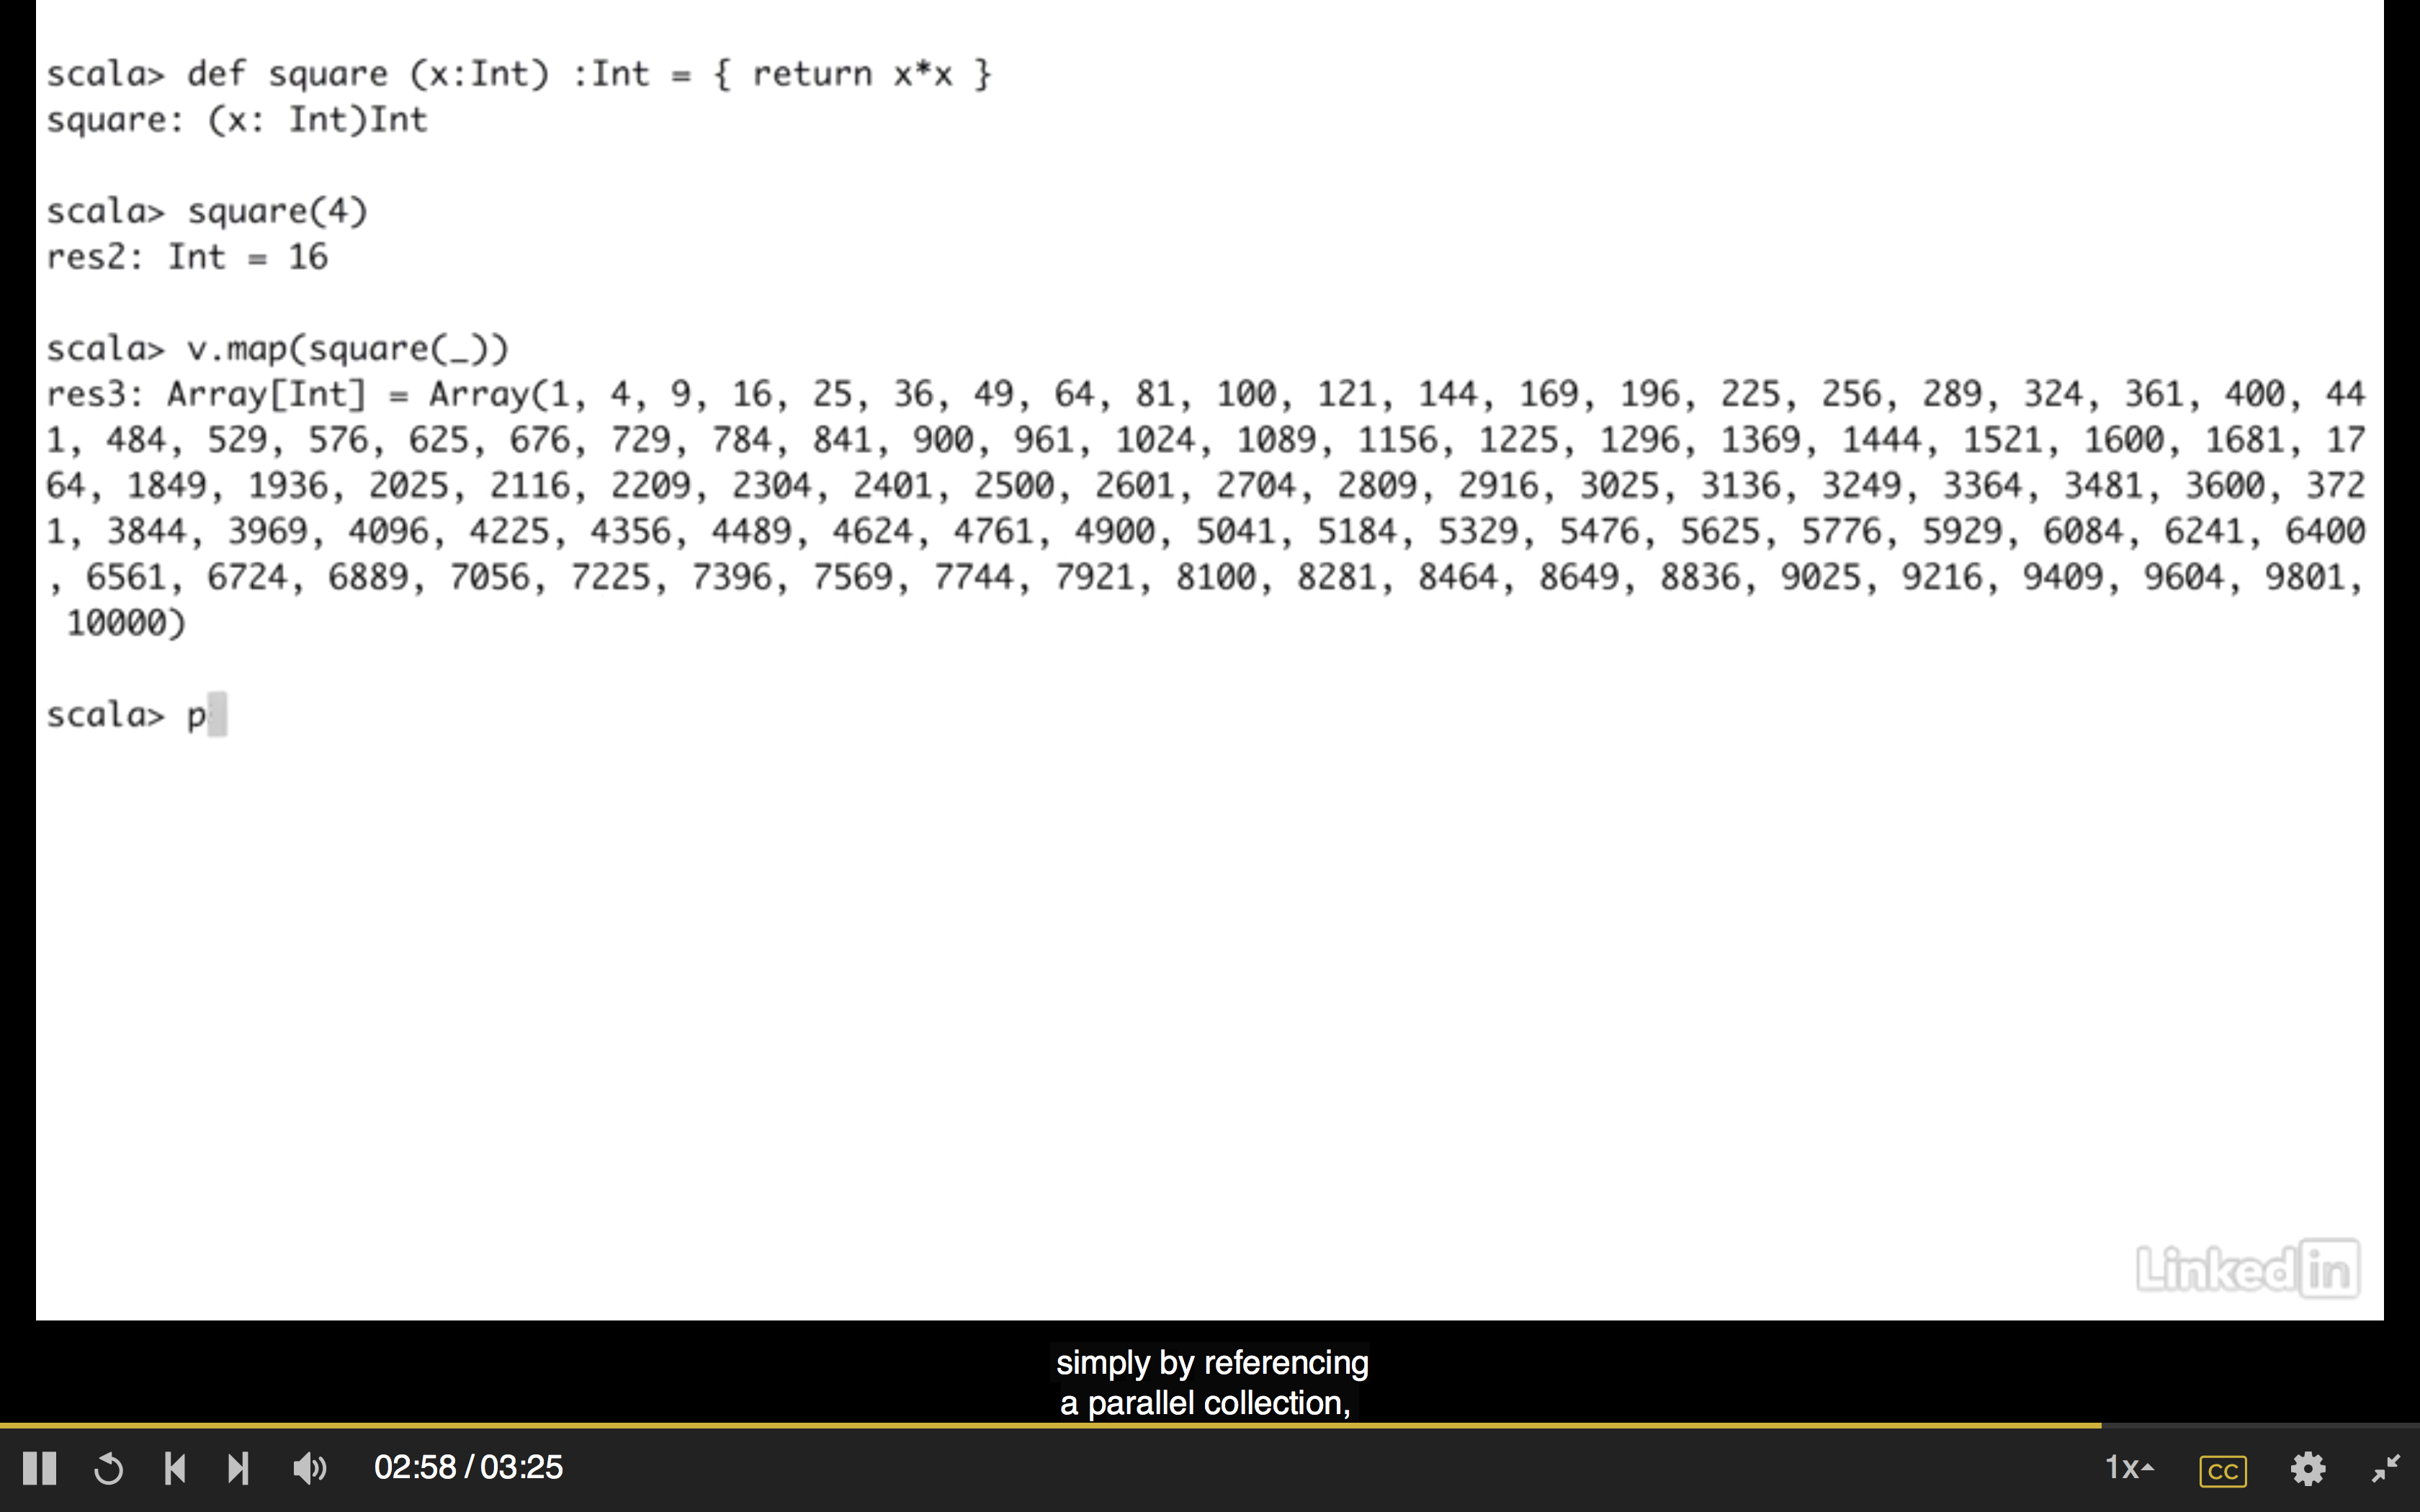 scala> def square (x:Int) :Int = { return x*x }
square: (x: Int)Int
scala> square(4)
res2: Int = 16
scala> v.map(square(_))
res3: Array[Int] = Array(1, 4, 9, 16, 25, 36, 49, 64, 81, 100, 121, 144, 169, 196, 225, 256, 289, 324, 361, 400, 44
1, 484, 529, 576, 625, 676, 729, 784, 841, 900, 961, 1024, 1089, 1156, 1225, 1296, 1369, 1444, 1521, 1600, 1681, 17
64, 1849, 1936, 2025, 2116, 2209, 2304, 2401, 2500, 2601, 2704, 2809, 2916, 3025, 3136, 3249, 3364, 3481, 3600, 372
1, 3844, 3969, 4096, 4225, 4356, 4489, 4624, 4761, 4900, 5041, 5184, 5329, 5476, 5625, 5776, 5929, 6084, 6241, 6400
, 6561, 6724, 6889, 7056, 7225, 7396, 7569, 7744, 7921, 8100, 8281, 8464, 8649, 8836, 9025, 9216, 9409, 9604, 9801,
10000)
scala> p
Linked in
simply by referencing
a parallel collection,
02:58 / 03:25
1x
CC